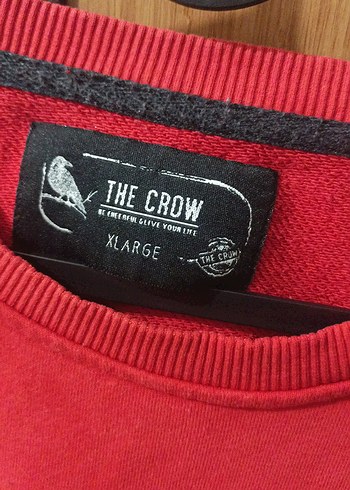 THE CROW
BE CHEERFUL & LIVE YOUR LIFE
XLARGE
THE CROW